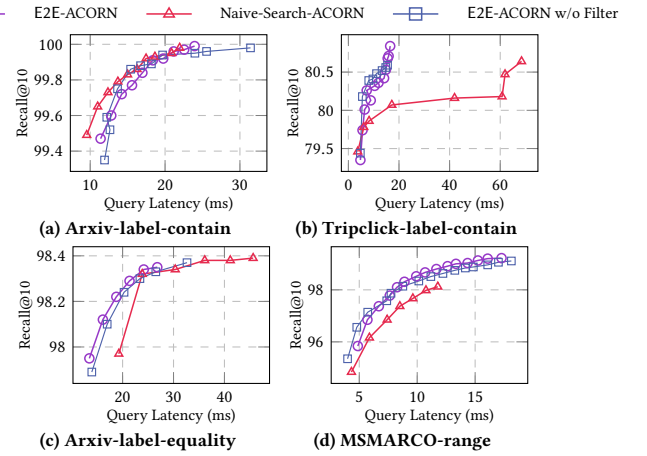 E2E-ACORN Naive-Search-ACORN E2E-ACORN w/o Filter
100
99.8
99.6
99.4
Recall@10
10 20 30
Query Latency (ms)
(a) Arxiv-label-contain
80.5
80
79.5
Recall@10
0 20 40 60
Query Latency (ms)
(b) Tripclick-label-contain
98.4
98.2
98
Recall@10
20 30 40
Query Latency (ms)
(c) Arxiv-label-equality
98
96
Recall@10
5 10 15
Query Latency (ms)
(d) MSMARCO-range